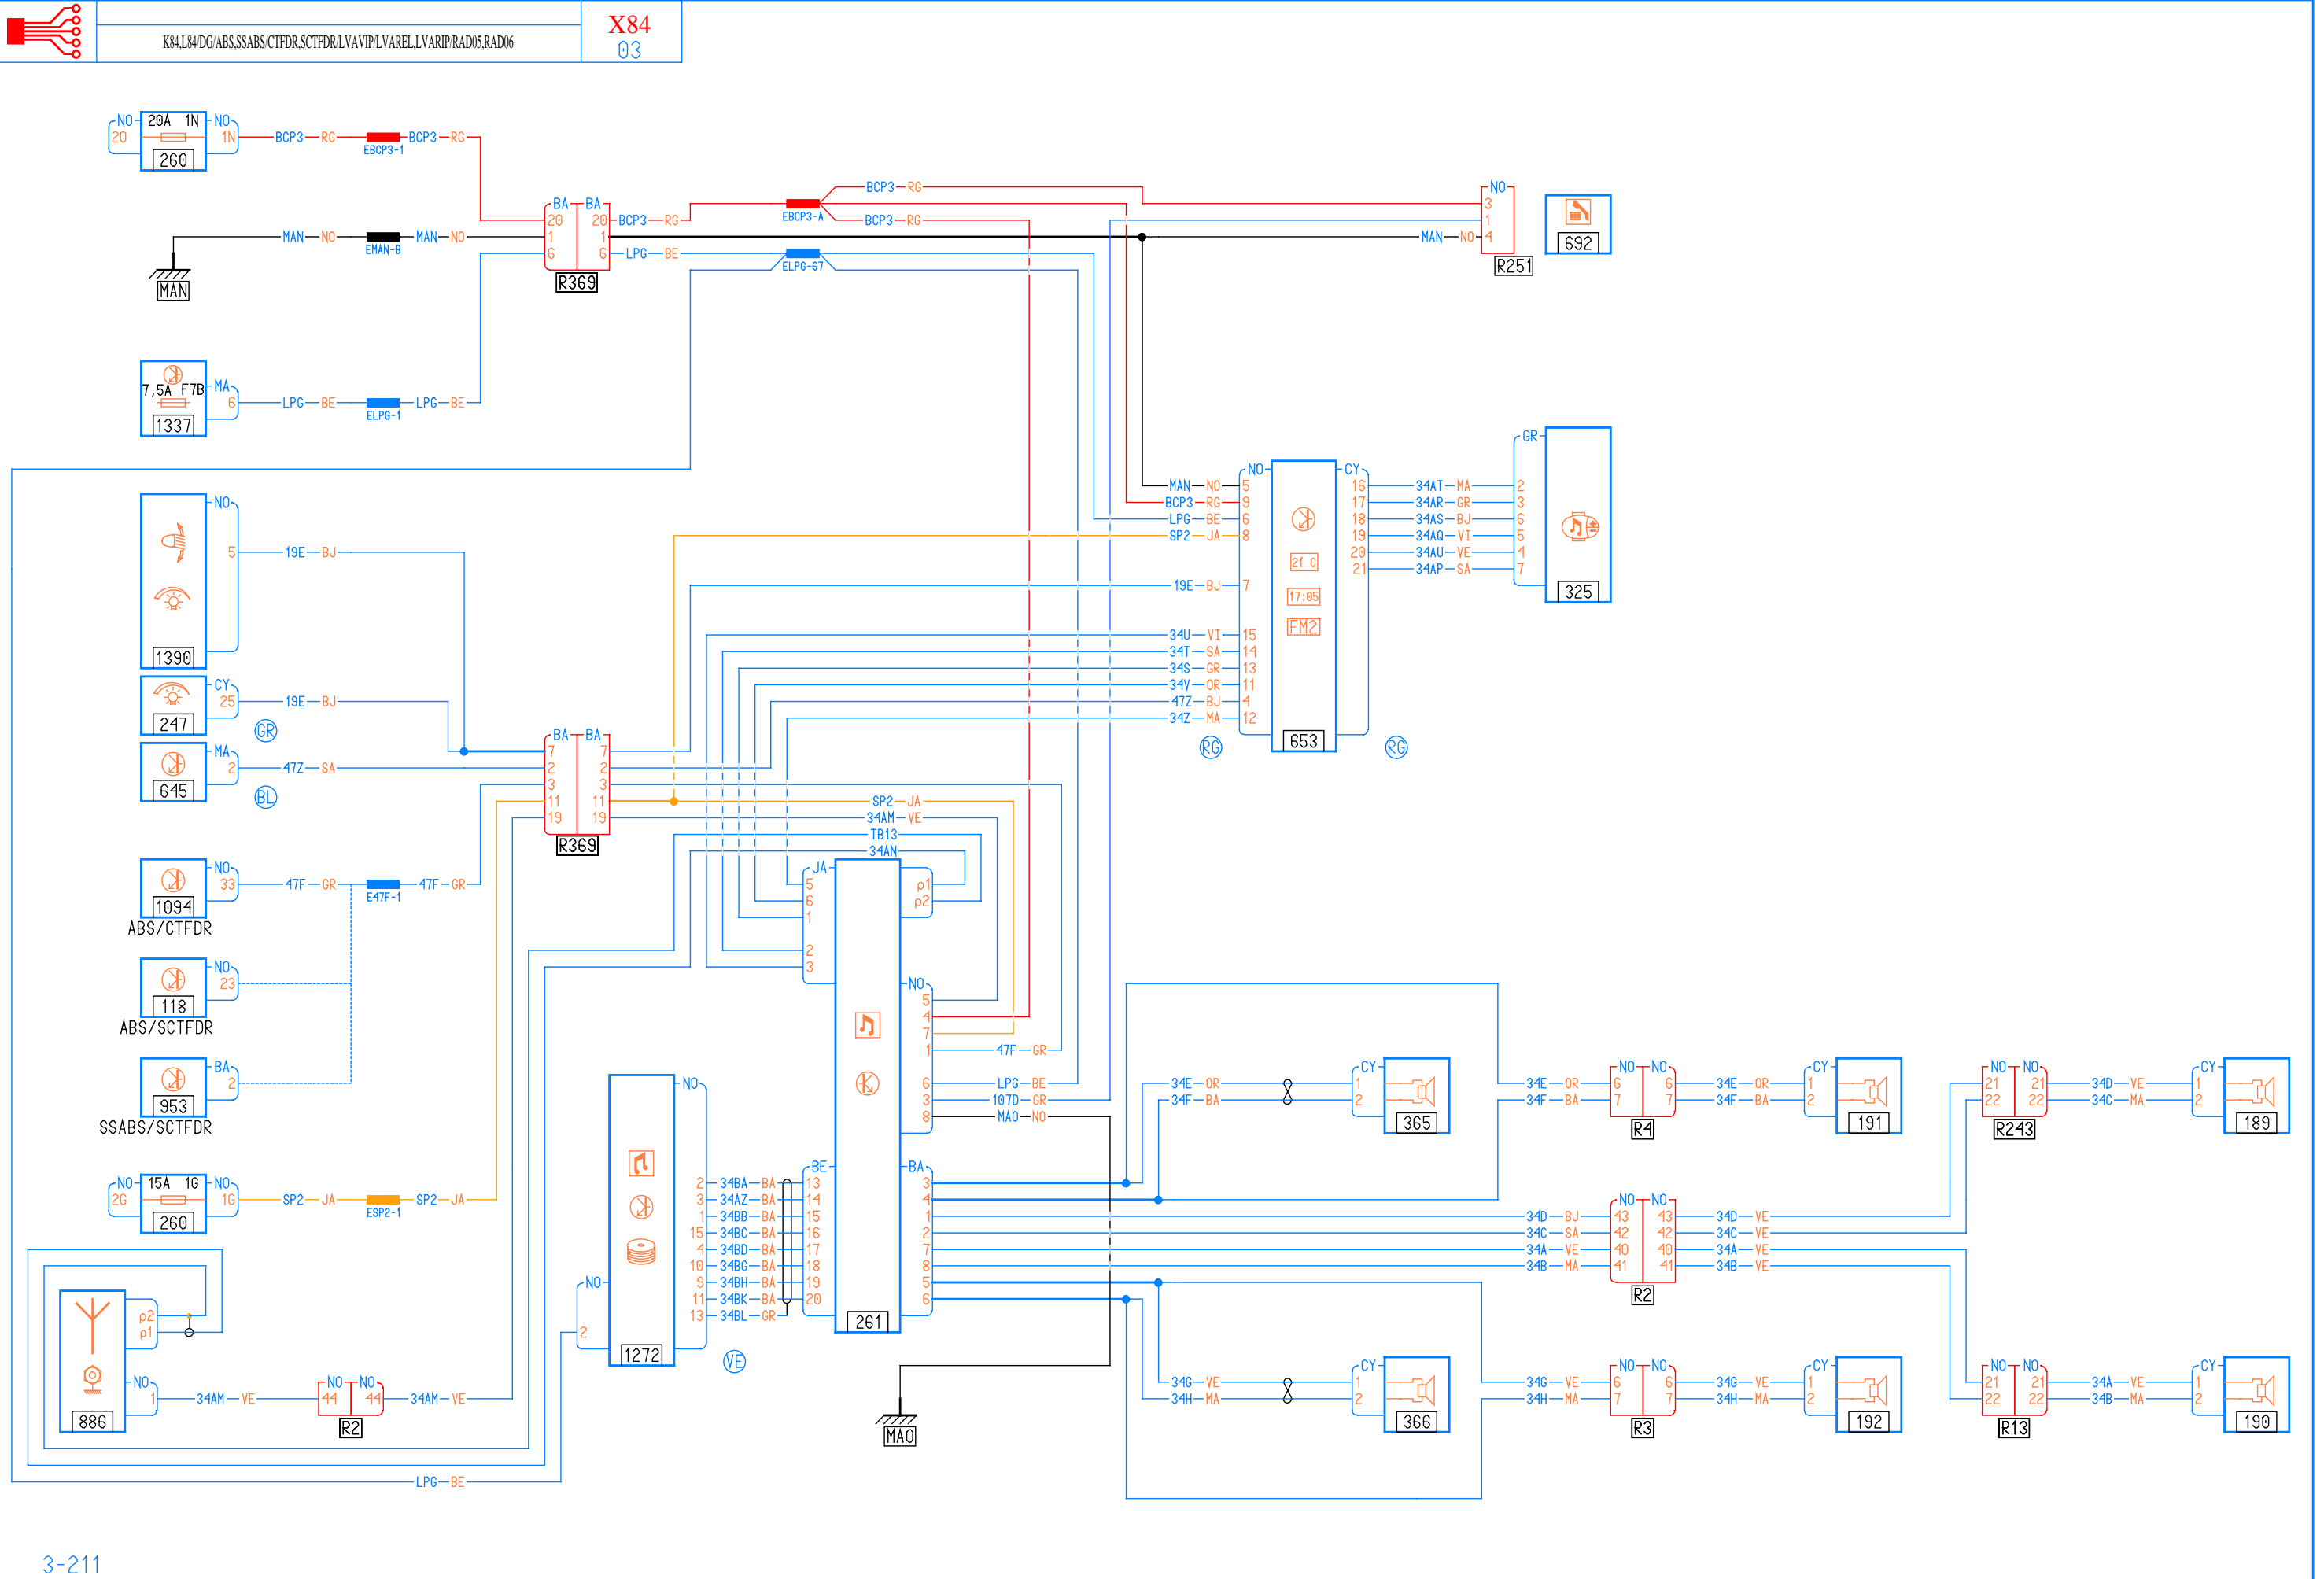 K84,L84/DG/ABS,SSABS/CTFDR,SCTFDR/LVAVIP/LVAREL,LVARIP/RAD05,RAD06
X84
03
NO 20A 1N NO
20 1N BCP3 RG EBCP3-1 BCP3 RG
260
MAN NO EMAN-B MAN NO
MAN
BA BA
20 20 BCP3 RG EBCP3-A BCP3 RG
1 1 BCP3 RG
6 6 LPG BE ELPG-67
R369
NO
3
1
MAN NO 4
R251
692
7,5A F7B MA
6 LPG BE ELPG-1 LPG BE
1337
NO
5 19E BJ
1390
CY
25 19E BJ
247
GR
MA
2 47Z SA
645
BL
NO CY
MAN NO 5
BCP3 RG 9
LPG BE 6
SP2 JA 8
19E BJ 7
34U VI 15
34T SA 14
34S GR 13
34V OR 11
47Z BJ 4
34Z MA 12
21 C
17:05
FM2
653
RG
RG
GR
16 34AT MA 2
17 34AR GR 3
18 34AS BJ 6
19 34AQ VI 5
20 34AU VE 4
21 34AP SA 7
325
BA BA
7 7
2 2
3 3
11 11 SP2 JA
19 19 34AM VE
R369
TB13
34AN
NO
33 47F GR E47F-1 47F GR
1094
ABS/CTFDR
NO
23
118
ABS/SCTFDR
BA
2
953
SSABS/SCTFDR
NO 15A 1G NO
2G 1G SP2 JA ESP2-1 SP2 JA
260
p2
p1
NO
1 34AM VE
886
NO NO
44 44 34AM VE
R2
LPG BE
JA
5 p1
6 p2
1
2
3
NO
5
4
7
1 47F GR
6 LPG BE
3 107D GR
8 MAO NO
MAO
NO
NO
2
1272
VE
2 34BA BA 13
3 34AZ BA 14
1 34BB BA 15
15 34BC BA 16
4 34BD BA 17
10 34BG BA 18
9 34BH BA 19
11 34BK BA 20
13 34BL GR
BE BA
3
4
1
2
7
8
5
6
261
34E OR 1
34F BA 2
CY
365
NO NO
34E OR 6 6 34E OR 1
34F BA 7 7 34F BA 2
R4
CY
191
NO NO
21 21 34D VE 1
22 22 34C MA 2
R243
CY
189
NO NO
34D BJ 43 43 34D VE
34C SA 42 42 34C VE
34A VE 40 40 34A VE
34B MA 41 41 34B VE
R2
34G VE 1
34H MA 2
CY
366
NO NO
34G VE 6 6 34G VE 1
34H MA 7 7 34H MA 2
R3
CY
192
NO NO
21 21 34A VE 1
22 22 34B MA 2
R13
CY
190
3-211